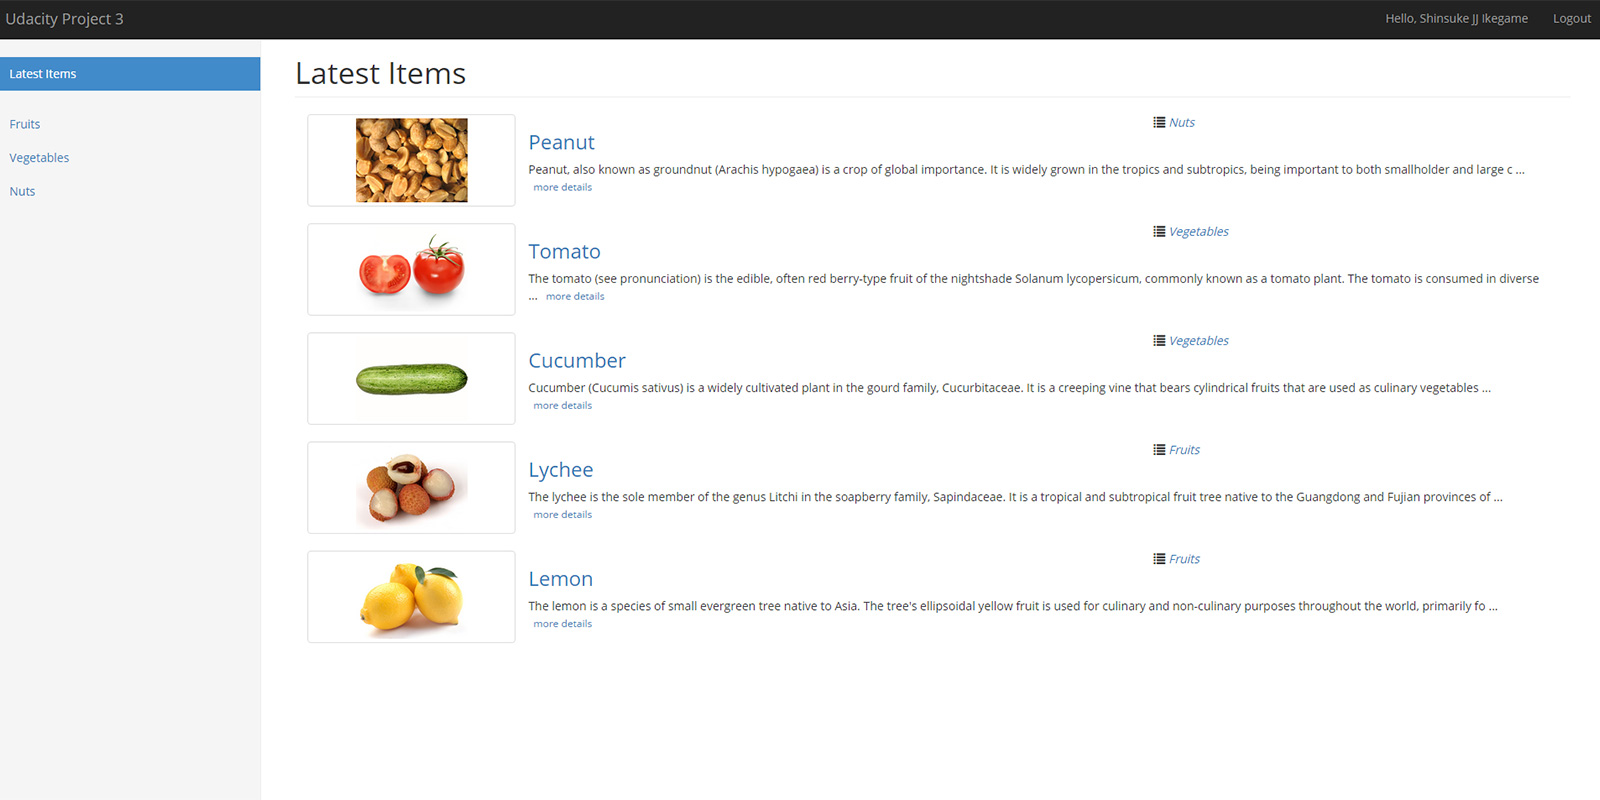 Udacity Project 3
Hello, Shinsuke JJ Ikegame
Logout
Latest Items
Fruits
Vegetables
Nuts
Latest Items
Nuts
Peanut
Peanut, also known as groundnut (Arachis hypogaea) is a crop of global importance. It is widely grown in the tropics and subtropics, being important to both smallholder and large c ...
more details
Vegetables
Tomato
The tomato (see pronunciation) is the edible, often red berry-type fruit of the nightshade Solanum lycopersicum, commonly known as a tomato plant. The tomato is consumed in diverse
... more details
Vegetables
Cucumber
Cucumber (Cucumis sativus) is a widely cultivated plant in the gourd family, Cucurbitaceae. It is a creeping vine that bears cylindrical fruits that are used as culinary vegetables ...
more details
Fruits
Lychee
The lychee is the sole member of the genus Litchi in the soapberry family, Sapindaceae. It is a tropical and subtropical fruit tree native to the Guangdong and Fujian provinces of ...
more details
Fruits
Lemon
The lemon is a species of small evergreen tree native to Asia. The tree's ellipsoidal yellow fruit is used for culinary and non-culinary purposes throughout the world, primarily fo ...
more details